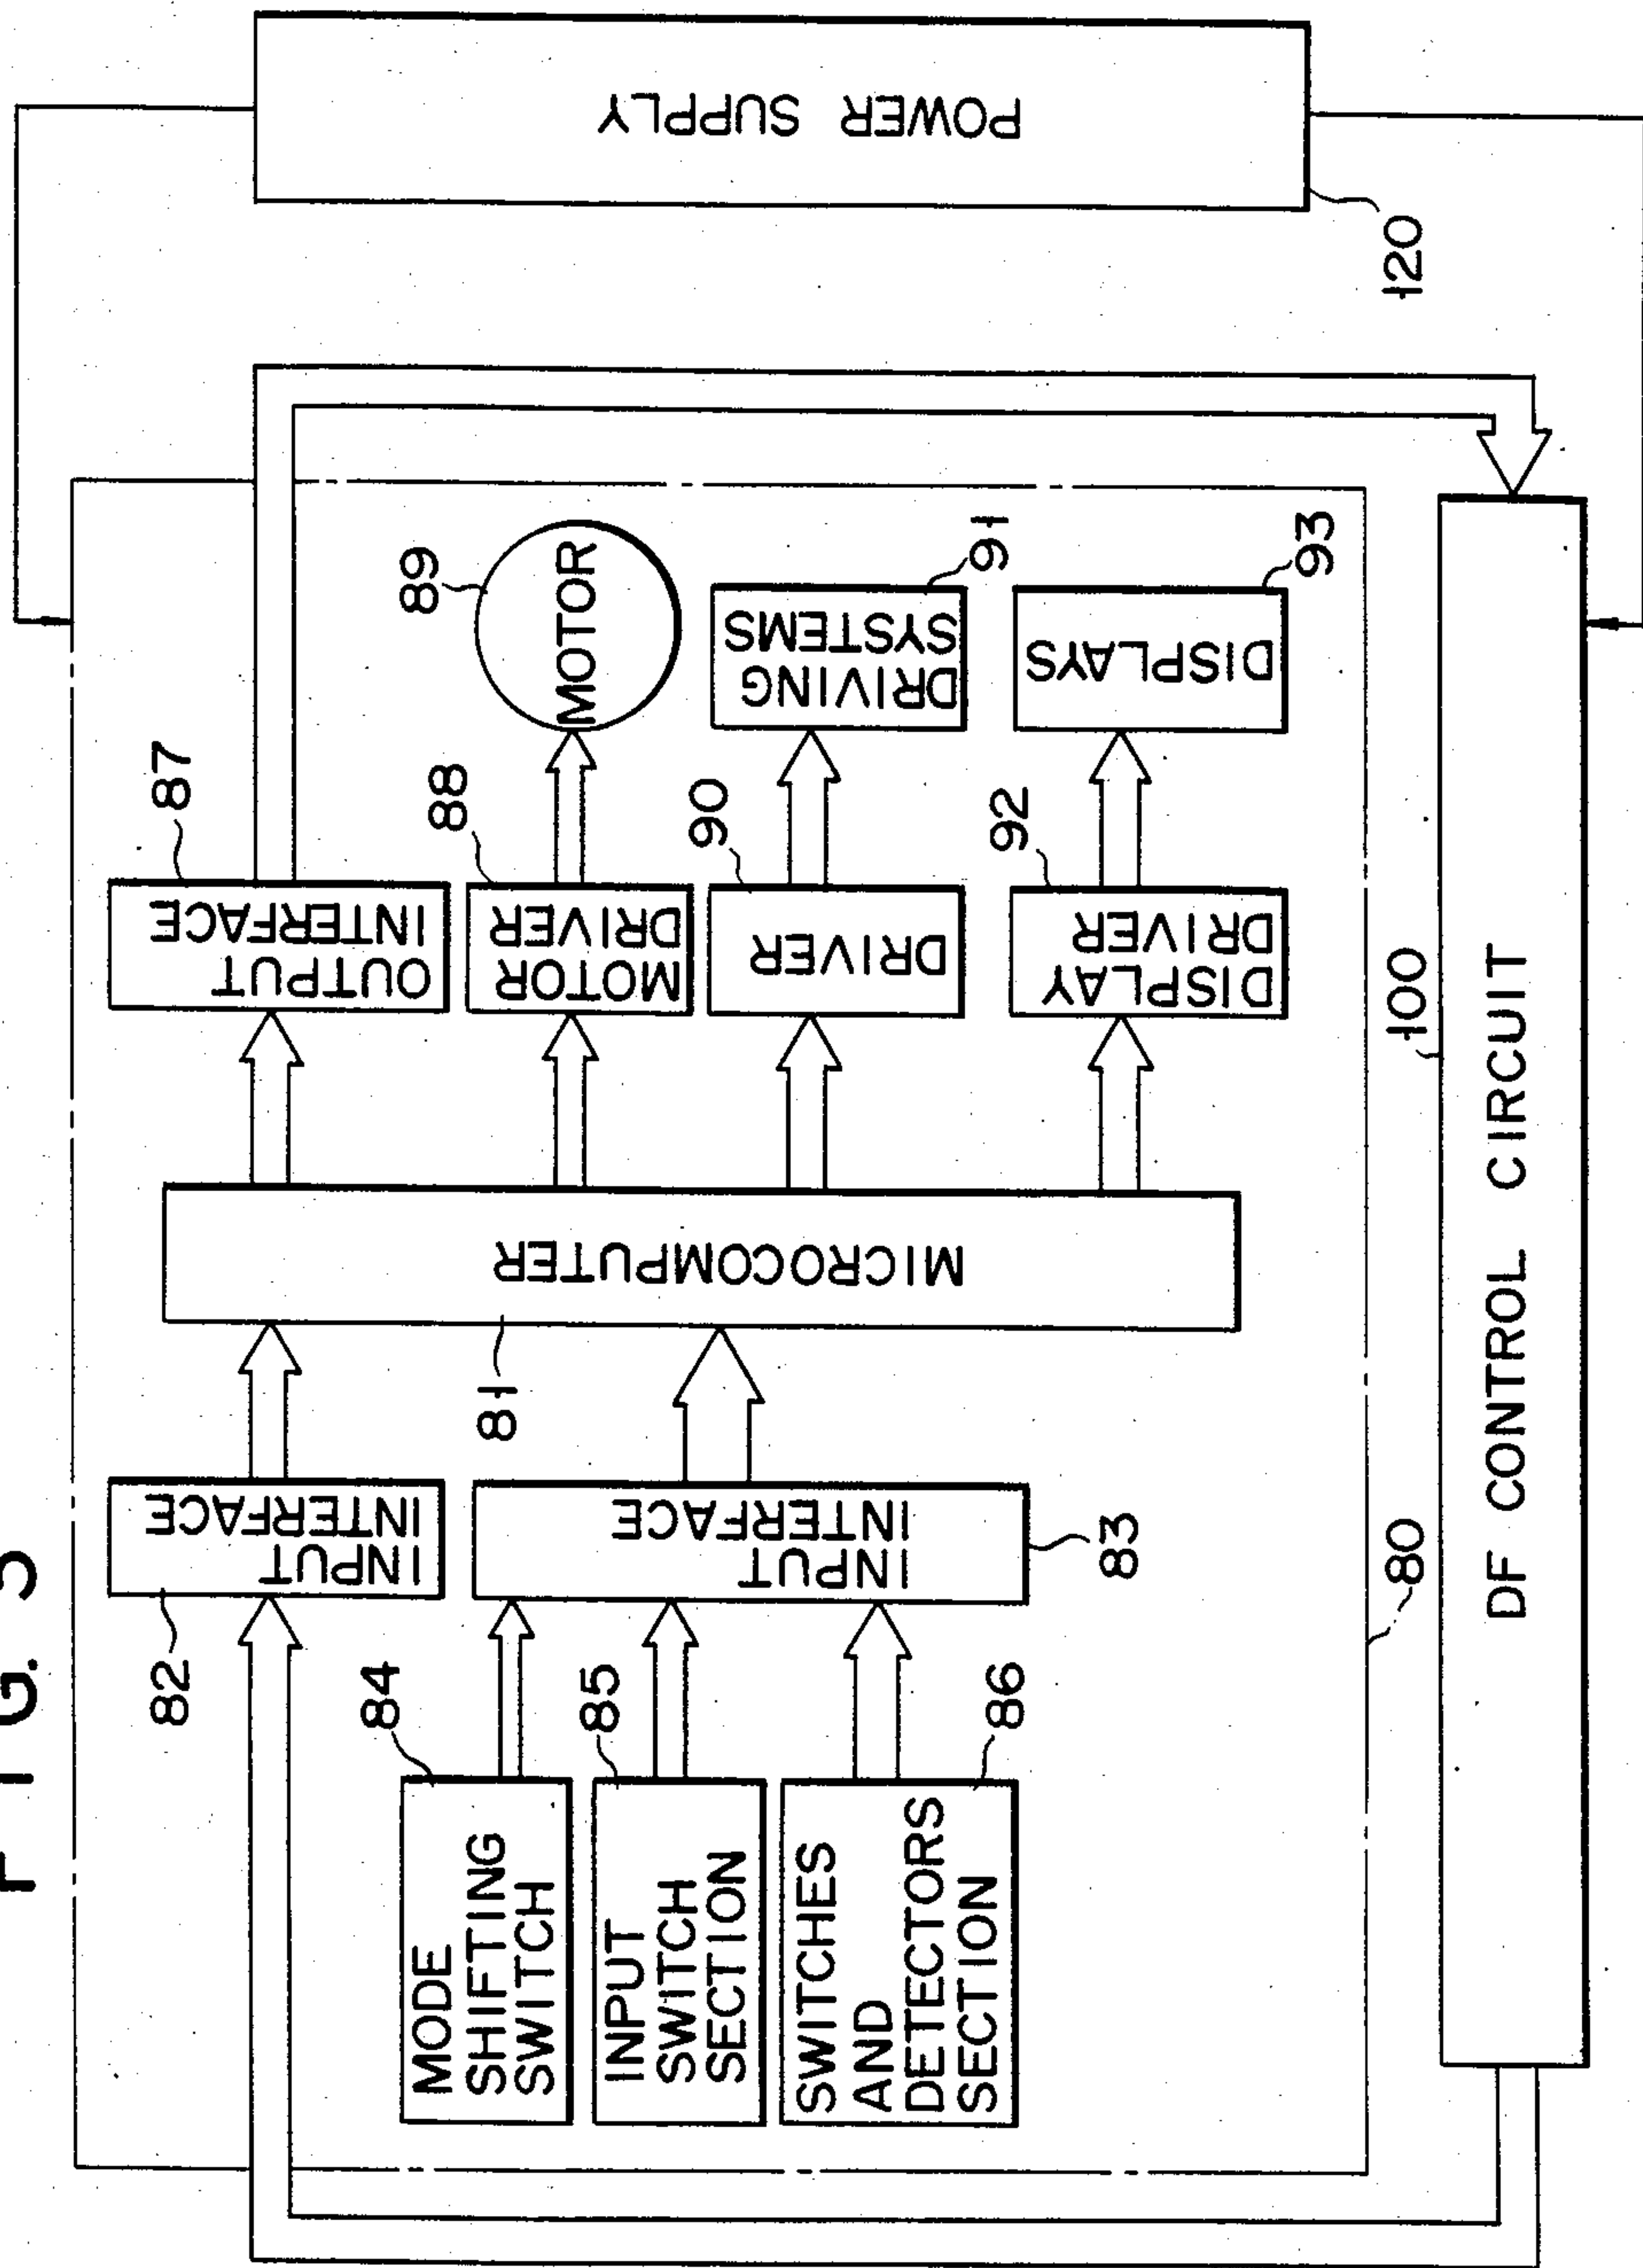 FIG. 3
82
INPUT
INTERFACE
84
MODE
SHIFTING
SWITCH
85
INPUT
SWITCH
SECTION
86
SWITCHES
AND
DETECTORS
SECTION
INPUT
INTERFACE
83
81
MICROCOMPUTER
87
OUTPUT
INTERFACE
88
MOTOR
DRIVER
89
MOTOR
90
DRIVER
91
DRIVING
SYSTEMS
92
DISPLAY
DRIVER
93
DISPLAYS
80
100
DF CONTROL CIRCUIT
120
POWER SUPPLY